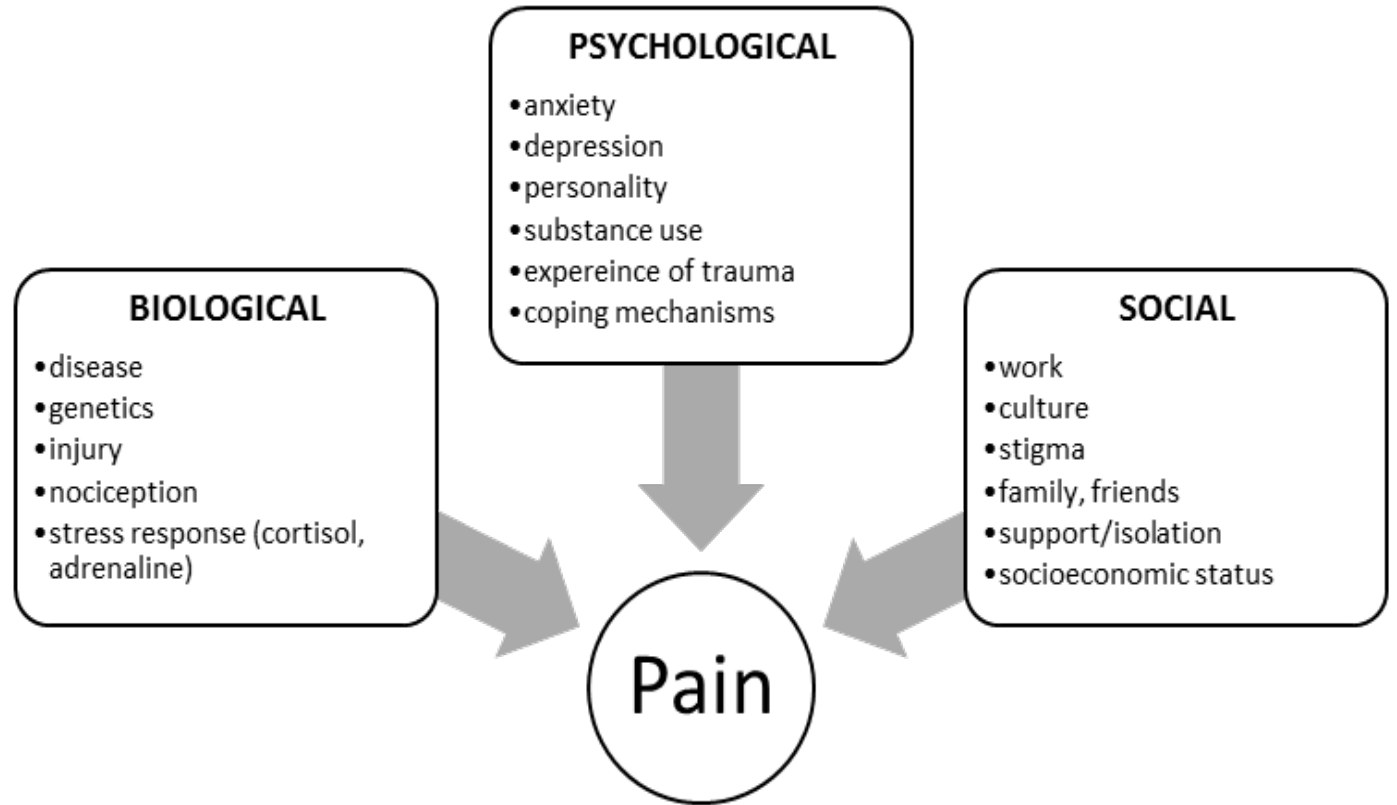 PSYCHOLOGICAL
•anxiety
•depression
•personality
•substance use
•expereince of trauma
•coping mechanisms
BIOLOGICAL
•disease
•genetics
•injury
•nociception
•stress response (cortisol,
adrenaline)
SOCIAL
•work
•culture
•stigma
•family, friends
•support/isolation
•socioeconomic status
Pain